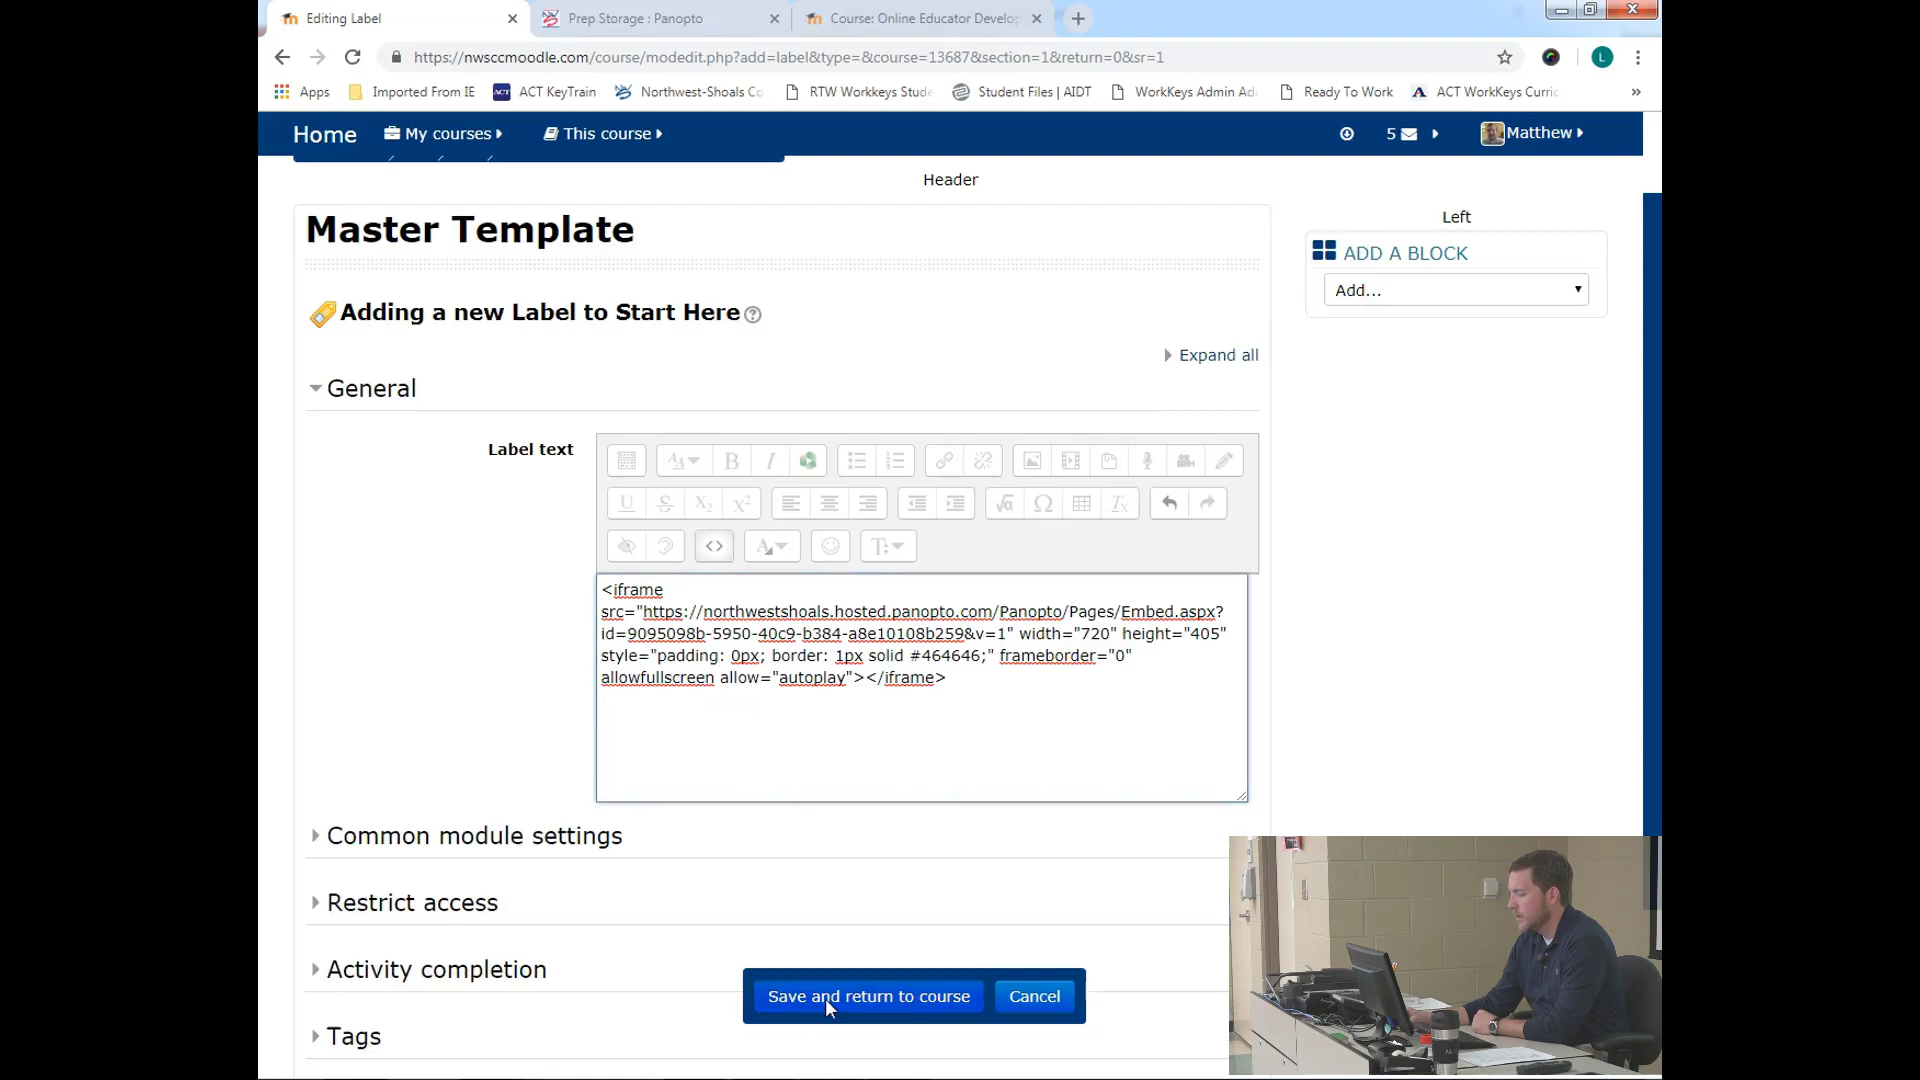 Editing Label
Prep Storage : Panopto
Course: Online Educator Develop
https://nwsccmoodle.com/course/modedit.php?add=label&type=&course=13687&section=1&return=0&sr=1
L
Apps
Imported From IE
ACT
ACT KeyTrain
Northwest-Shoals Co
RTW Workkeys Stude
Student Files | AIDT
WorkKeys Admin Ad
Ready To Work
ACT WorkKeys Curric
»
Home
My courses
This course
5
Matthew
Header
Master Template
Left
ADD A BLOCK
Add...
Adding a new Label to Start Here
Expand all
General
Label text
<iframe
src="https://northwestshoals.hosted.panopto.com/Panopto/Pages/Embed.aspx?
id=9095098b-5950-40c9-b384-a8e10108b259&v=1" width="720" height="405"
style="padding: 0px; border: 1px solid #464646;" frameborder="0"
allowfullscreen allow="autoplay"></iframe>
Common module settings
Restrict access
Activity completion
Save and return to course
Cancel
Tags